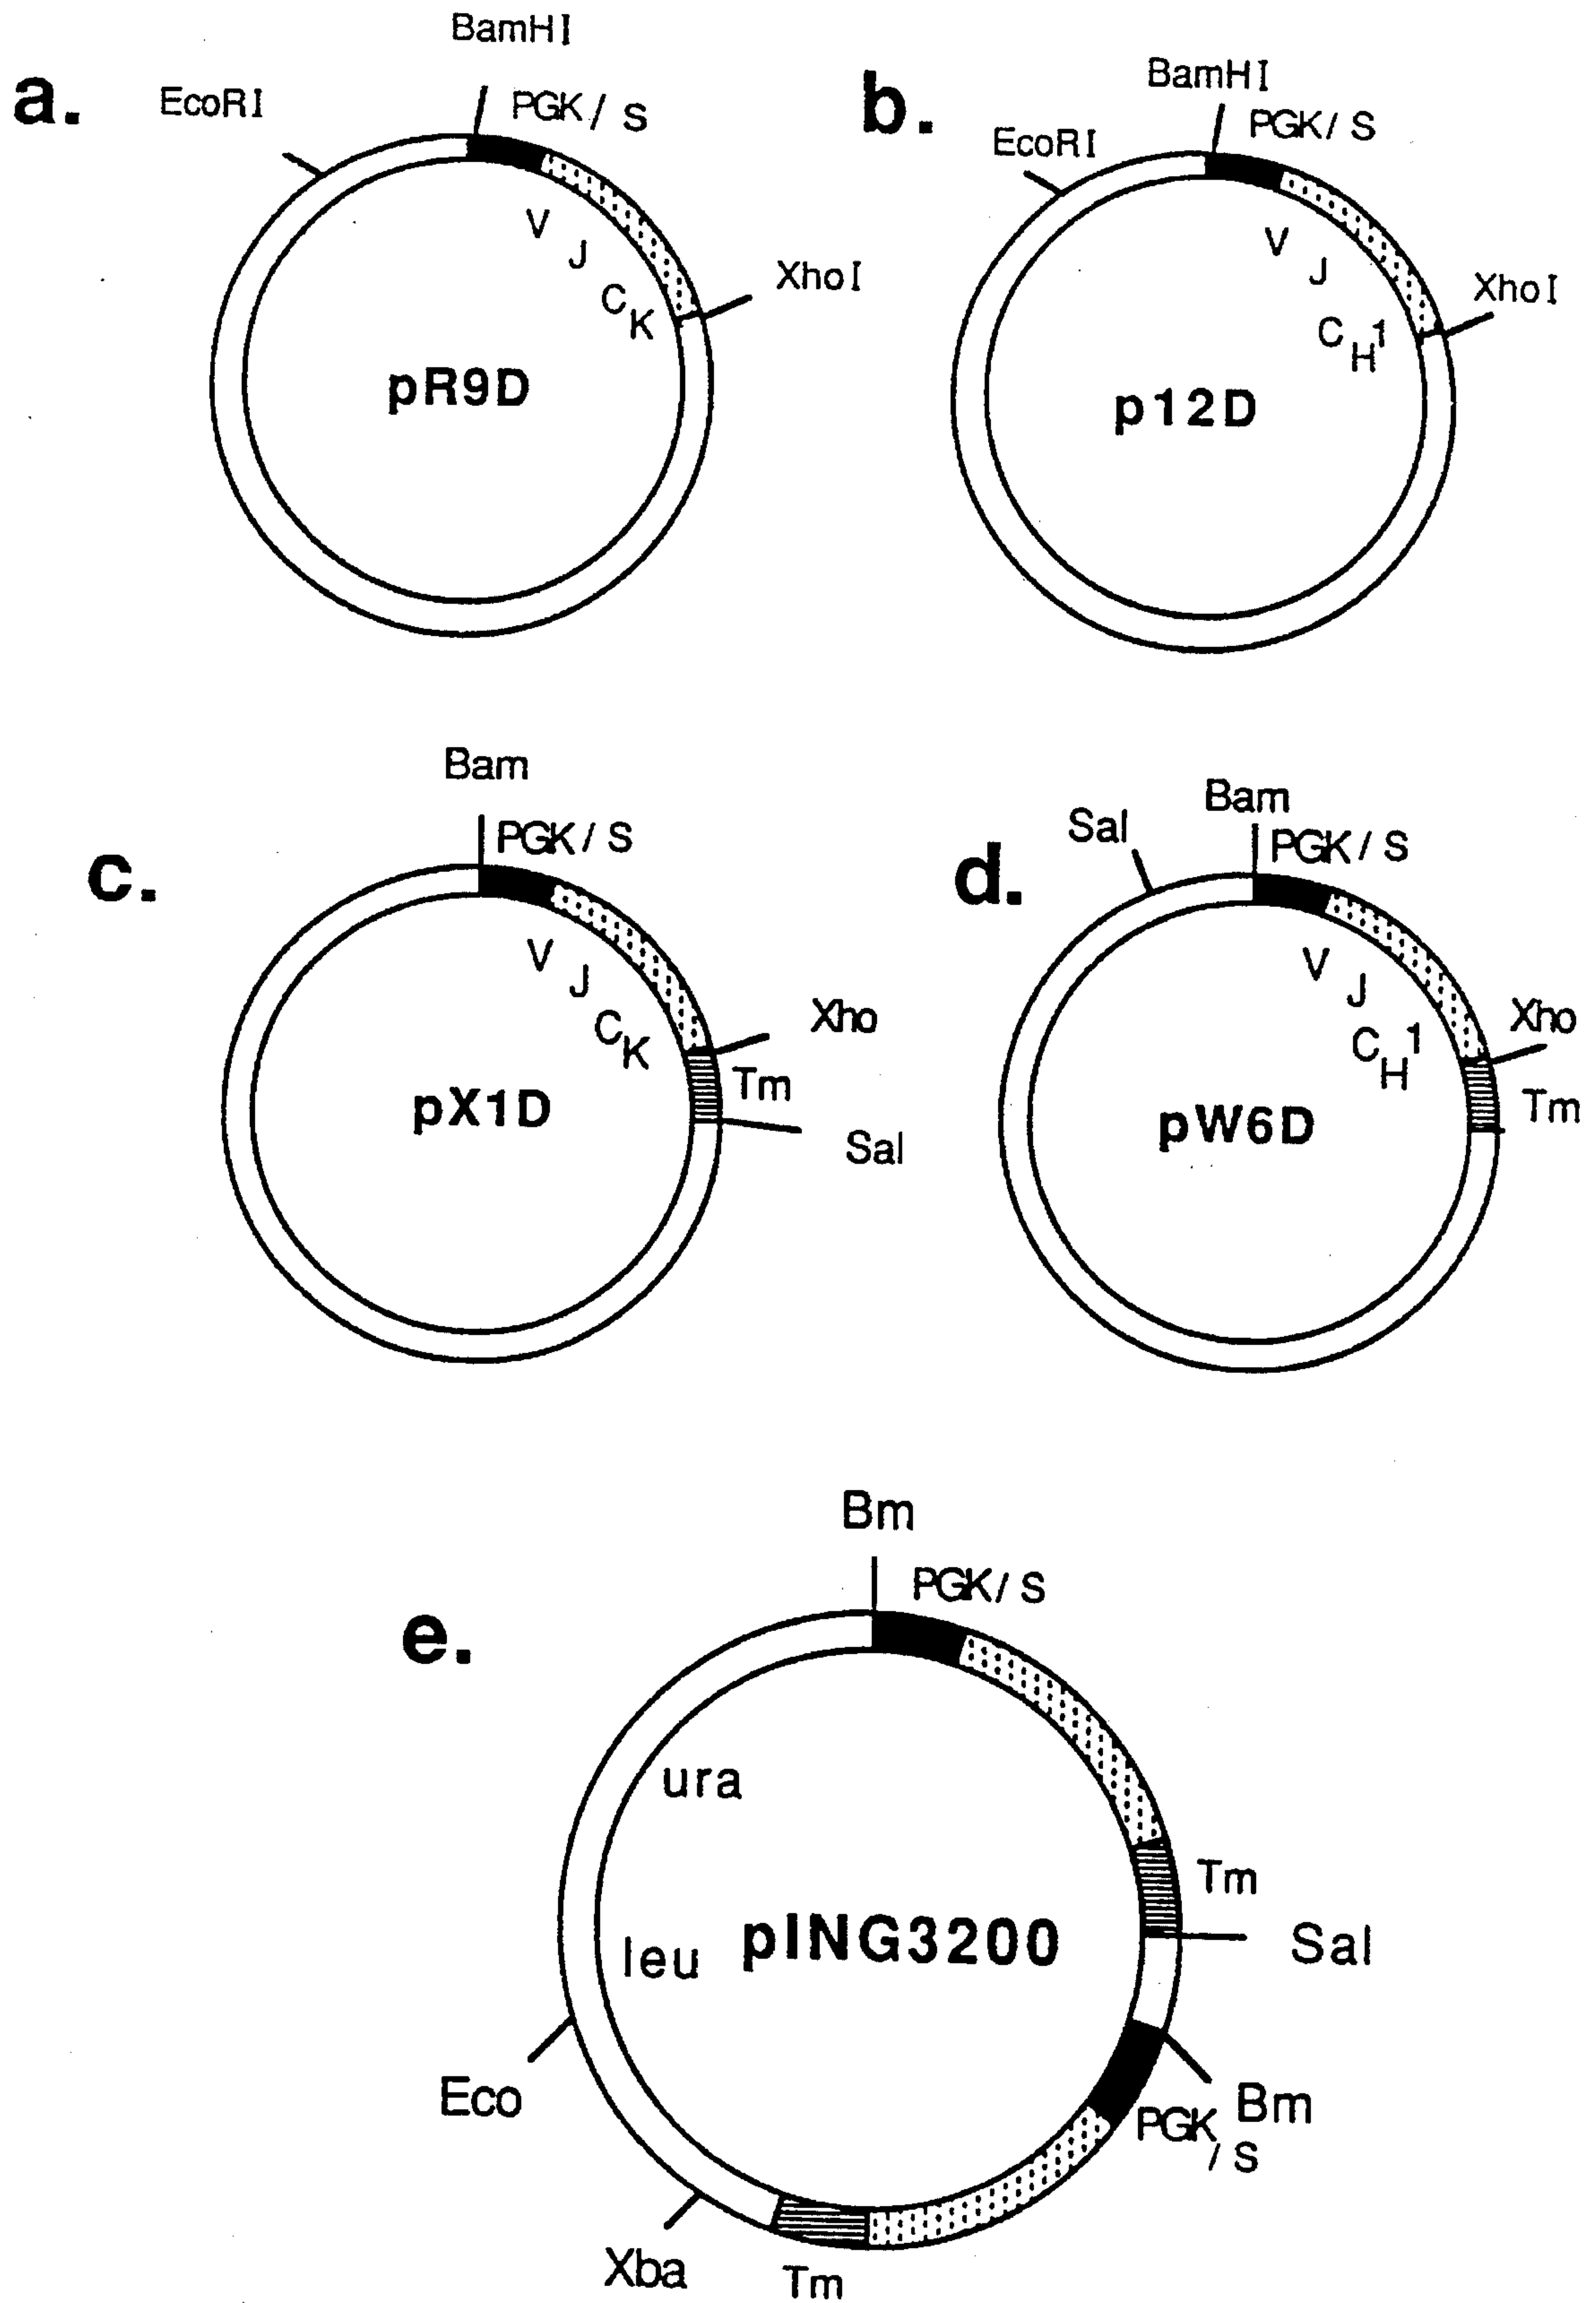 a.
BamHI
EcoRI
PGK / S
V
J
CK
XhoI
pR9D
b.
BamHI
EcoRI
PGK / S
V
J
CH1
XhoI
p12D
c.
Bam
PGK / S
V
J
CK
Xho
Tm
Sal
pX1D
d.
Sal
Bam
PGK / S
V
J
CH1
Xho
Tm
pW6D
e.
Bm
PGK / S
ura
Tm
leu
pING3200
Sal
Eco
Bm
PGK
/ S
Xba
Tm